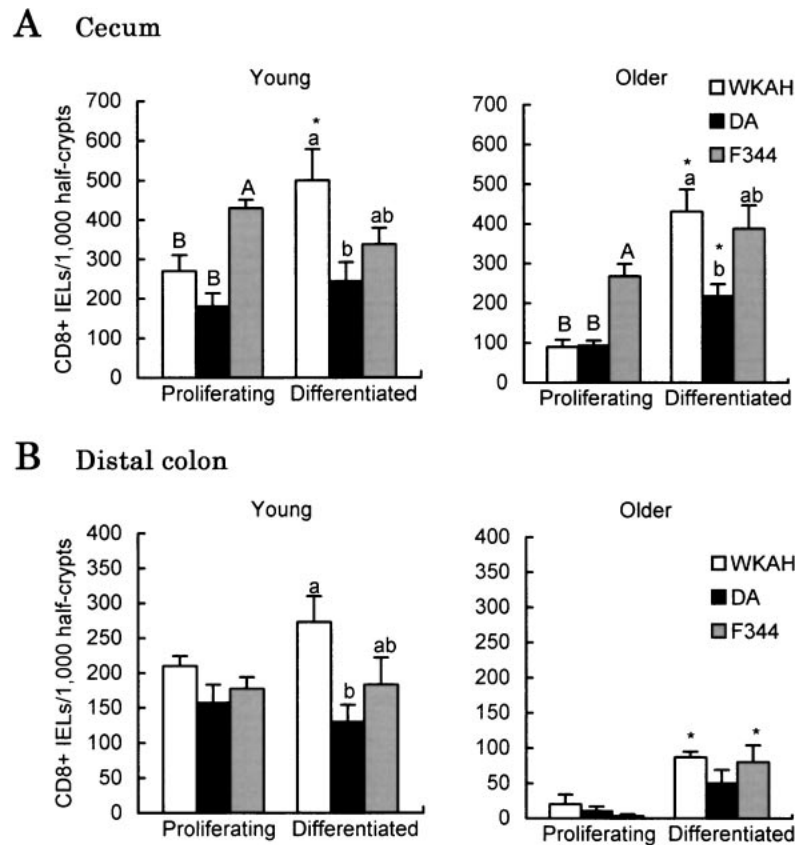 A Cecum
Young
CD8+ IELs/1,000 half-crypts
700
600
500
400
300
200
100
0
B
B
A
*
a
b
ab
Proliferating Differentiated
Older
WKAH
DA
F344
700
600
500
400
300
200
100
0
B
B
A
*
a
*
b
ab
Proliferating Differentiated
B Distal colon
Young
CD8+ IELs/1,000 half-crypts
400
350
300
250
200
150
100
50
0
a
b
ab
Proliferating Differentiated
Older
WKAH
DA
F344
400
350
300
250
200
150
100
50
0
*
*
Proliferating Differentiated